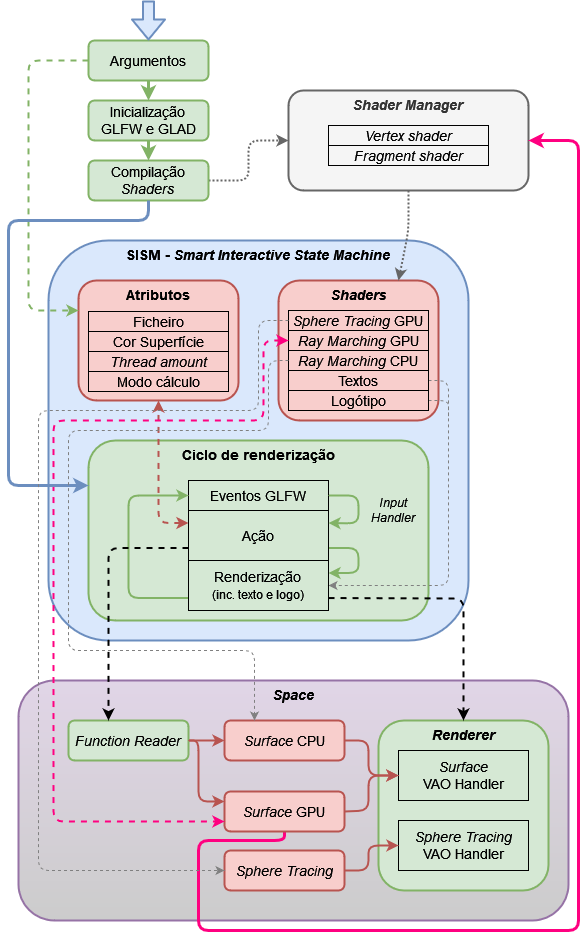 Argumentos
Inicialização
GLFW e GLAD
Compilação
Shaders
Shader Manager
Vertex shader
Fragment shader
SISM - Smart Interactive State Machine
Atributos
Ficheiro
Cor Superfície
Thread amount
Modo cálculo
Shaders
Sphere Tracing GPU
Ray Marching GPU
Ray Marching CPU
Textos
Logótipo
Ciclo de renderização
Eventos GLFW
Ação
Renderização
(inc. texto e logo)
Input
Handler
Space
Function Reader
Surface CPU
Surface GPU
Sphere Tracing
Renderer
Surface
VAO Handler
Sphere Tracing
VAO Handler